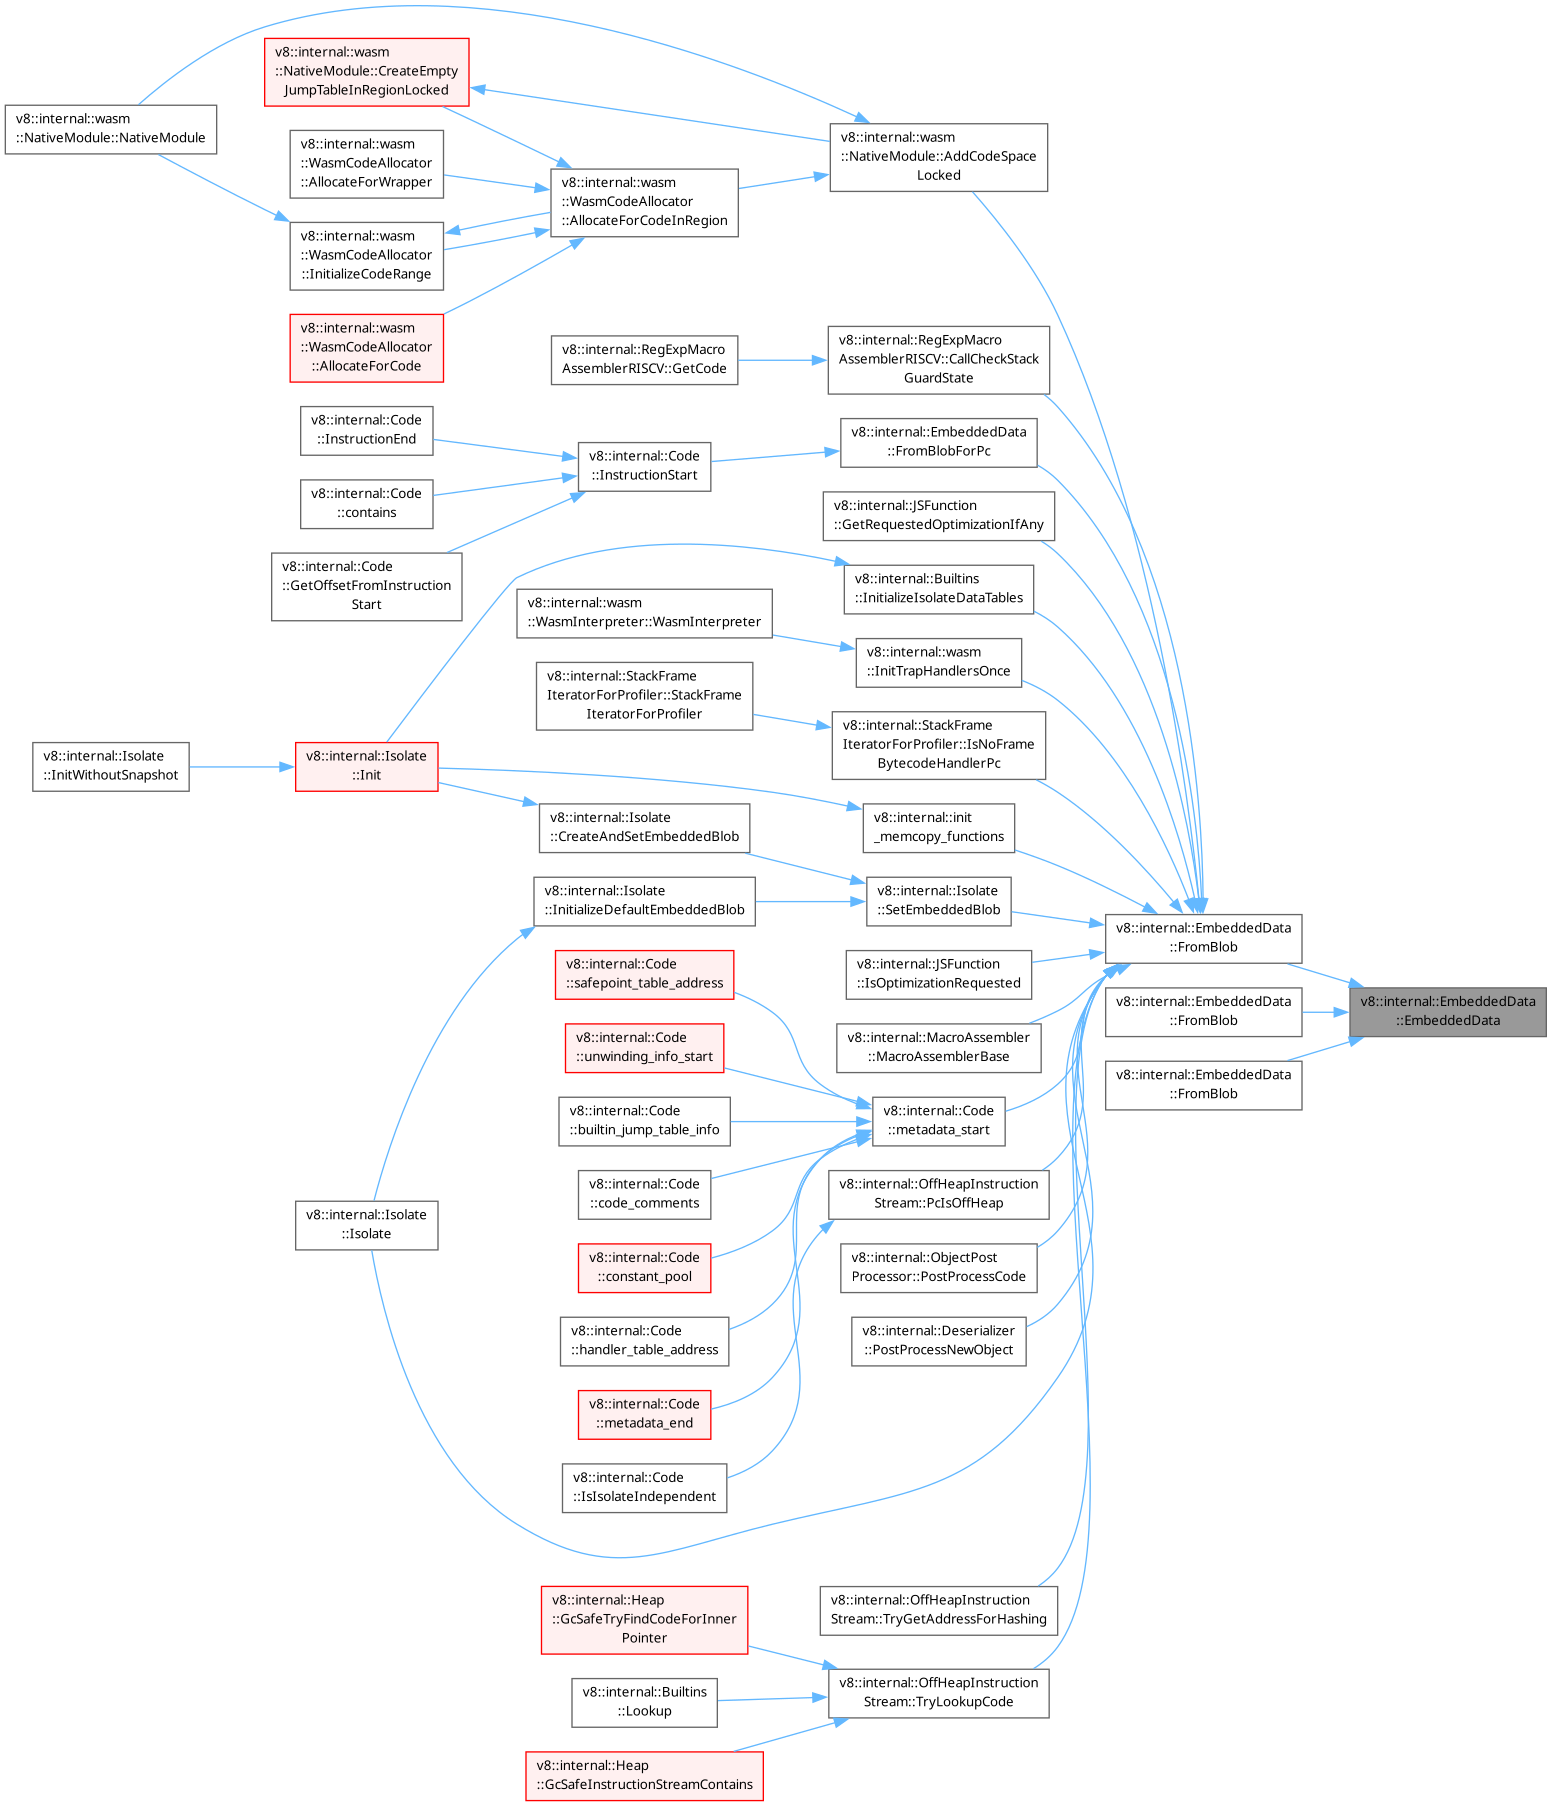 v8::internal::wasm
::NativeModule::CreateEmpty
JumpTableInRegionLocked
v8::internal::wasm
::NativeModule::NativeModule
v8::internal::wasm
::WasmCodeAllocator
::AllocateForWrapper
v8::internal::wasm
::NativeModule::AddCodeSpace
Locked
v8::internal::wasm
::WasmCodeAllocator
::AllocateForCodeInRegion
v8::internal::wasm
::WasmCodeAllocator
::InitializeCodeRange
v8::internal::wasm
::WasmCodeAllocator
::AllocateForCode
v8::internal::RegExpMacro
AssemblerRISCV::GetCode
v8::internal::RegExpMacro
AssemblerRISCV::CallCheckStack
GuardState
v8::internal::Code
::InstructionEnd
v8::internal::Code
::InstructionStart
v8::internal::EmbeddedData
::FromBlobForPc
v8::internal::Code
::contains
v8::internal::JSFunction
::GetRequestedOptimizationIfAny
v8::internal::Code
::GetOffsetFromInstruction
Start
v8::internal::Builtins
::InitializeIsolateDataTables
v8::internal::wasm
::WasmInterpreter::WasmInterpreter
v8::internal::wasm
::InitTrapHandlersOnce
v8::internal::StackFrame
IteratorForProfiler::StackFrame
IteratorForProfiler
v8::internal::StackFrame
IteratorForProfiler::IsNoFrame
BytecodeHandlerPc
v8::internal::Isolate
::InitWithoutSnapshot
v8::internal::Isolate
::Init
v8::internal::Isolate
::CreateAndSetEmbeddedBlob
v8::internal::init
_memcopy_functions
v8::internal::Isolate
::InitializeDefaultEmbeddedBlob
v8::internal::Isolate
::SetEmbeddedBlob
v8::internal::EmbeddedData
::FromBlob
v8::internal::Code
::safepoint_table_address
v8::internal::JSFunction
::IsOptimizationRequested
v8::internal::EmbeddedData
::FromBlob
v8::internal::EmbeddedData
::EmbeddedData
v8::internal::Code
::unwinding_info_start
v8::internal::MacroAssembler
::MacroAssemblerBase
v8::internal::EmbeddedData
::FromBlob
v8::internal::Code
::builtin_jump_table_info
v8::internal::Code
::metadata_start
v8::internal::Code
::code_comments
v8::internal::OffHeapInstruction
Stream::PcIsOffHeap
v8::internal::Isolate
::Isolate
v8::internal::Code
::constant_pool
v8::internal::ObjectPost
Processor::PostProcessCode
v8::internal::Code
::handler_table_address
v8::internal::Deserializer
::PostProcessNewObject
v8::internal::Code
::metadata_end
v8::internal::Code
::IsIsolateIndependent
v8::internal::Heap
::GcSafeTryFindCodeForInner
Pointer
v8::internal::OffHeapInstruction
Stream::TryGetAddressForHashing
v8::internal::Builtins
::Lookup
v8::internal::OffHeapInstruction
Stream::TryLookupCode
v8::internal::Heap
::GcSafeInstructionStreamContains